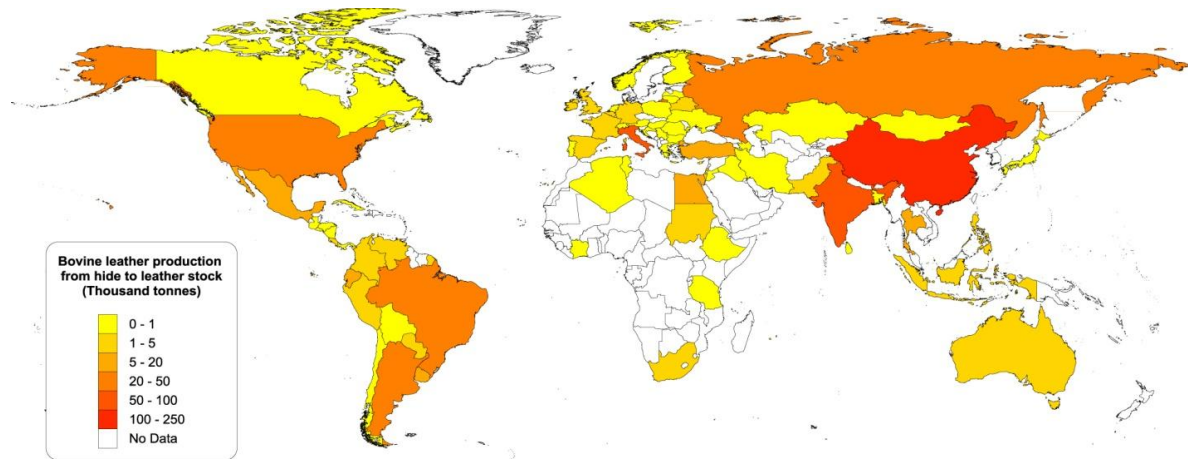 Bovine leather production
from hide to leather stock
(Thousand tonnes)
0 - 1
1 - 5
5 - 20
20 - 50
50 - 100
100 - 250
No Data